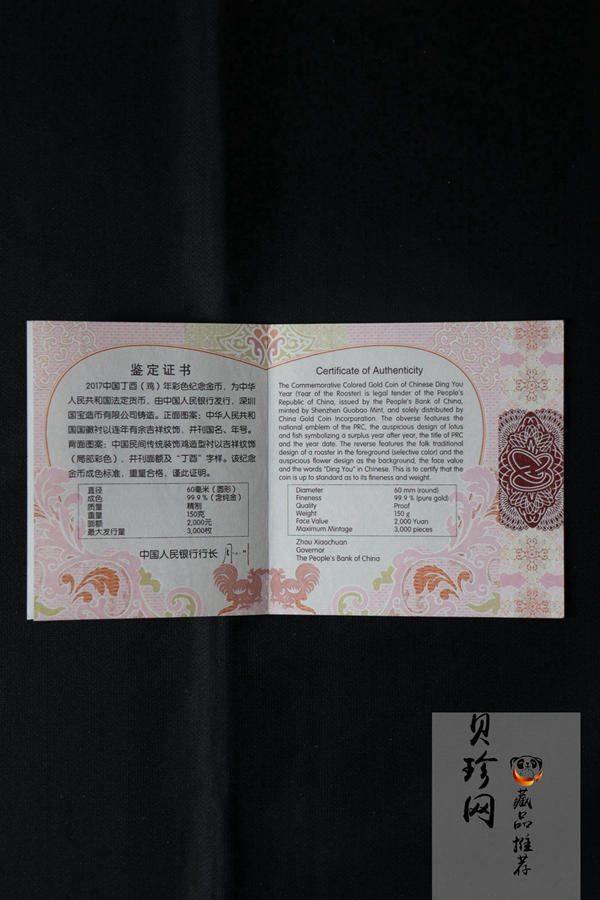 鉴定证书
2017中国丁酉（鸡）年彩色纪念金币，为中华
人民共和国法定货币，由中国人民银行发行，深圳
国宝造币有限公司铸造。正面图案：中华人民共和
国国徽衬以连年有余吉祥纹饰，并刊国名、年号。
背面图案：中国民间传统装饰鸡造型衬以吉祥纹饰
（局部彩色），并刊面额及“丁酉”字样。该纪念
金币成色标准，重量合格，谨此证明。
直径 60毫米（圆形）
成色 99.9 %（含纯金）
质量 精制
重量 150克
面额 2,000元
最大发行量 3,000枚
中国人民银行行长
Certificate of Authenticity
The Commemorative Colored Gold Coin of Chinese Ding You
Year (Year of the Rooster) is legal tender of the People's
Republic of China, issued by the People's Bank of China,
minted by Shenzhen Guobao Mint, and solely distributed by
China Gold Coin Incorporation. The obverse features the
national emblem of the PRC, the auspicious design of lotus
and fish symbolizing a surplus year after year, the title of PRC
and the year date. The reverse features the folk traditional
design of a rooster in the foreground (selective color) and the
auspicious flower design as the background, the face value
and the words "Ding You" in Chinese. This is to certify that the
coin is up to standard as to its fineness and weight.
Diameter 60 mm (round)
Fineness 99.9 % (pure gold)
Quality Proof
Weight 150 g
Face Value 2,000 Yuan
Maximum Mintage 3,000 pieces
Zhou Xiaochuan
Governor
The People's Bank of China
贝珍网
藏品推荐